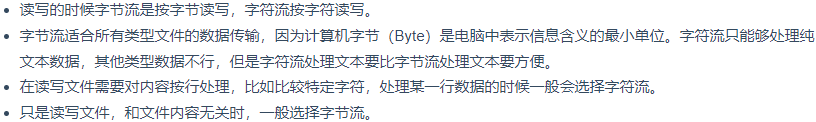 • 读写的时候字节流是按字节读写，字符流按字符读写。
• 字节流适合所有类型文件的数据传输，因为计算机字节（Byte）是电脑中表示信息含义的最小单位。字符流只能够处理纯
文本数据，其他类型数据不行，但是字符流处理文本要比字节流处理文本要方便。
• 在读写文件需要对内容按行处理，比如比较特定字符，处理某一行数据的时候一般会选择字符流。
• 只是读写文件，和文件内容无关时，一般选择字节流。